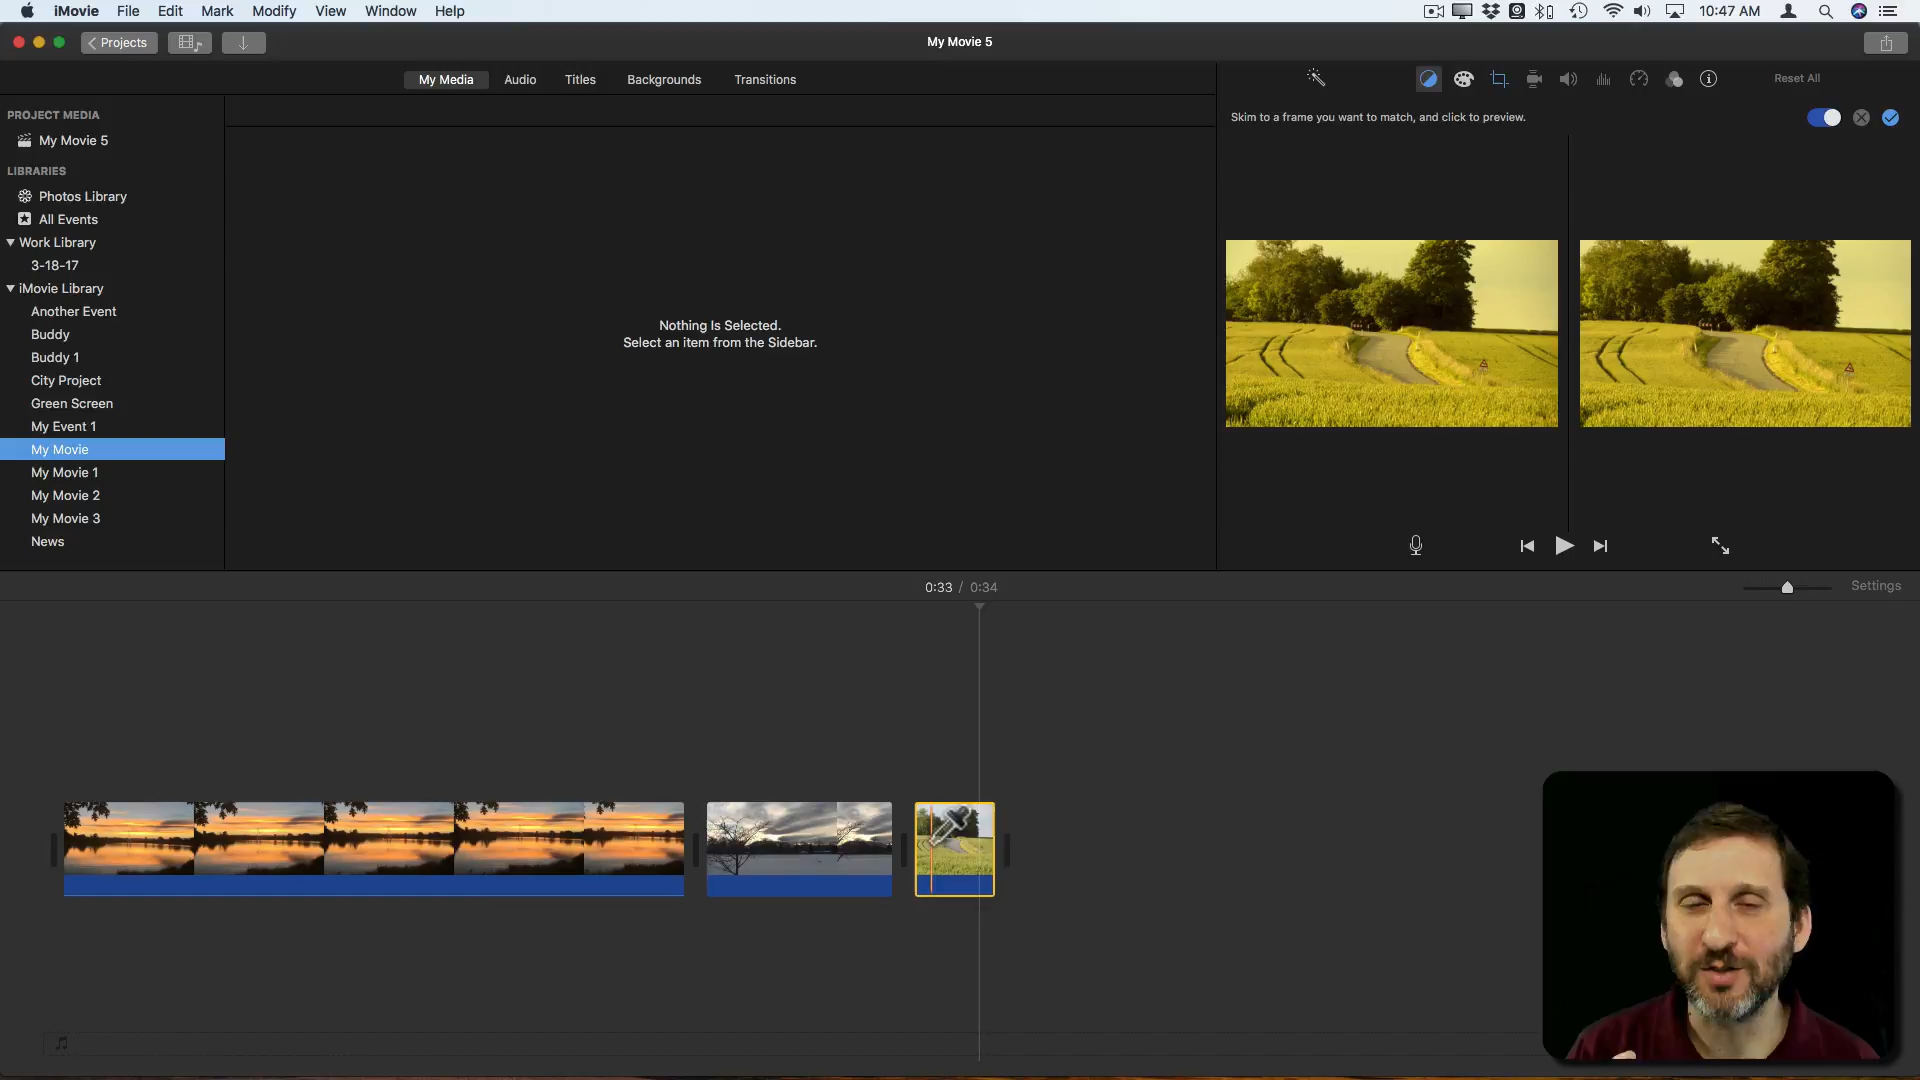 iMovie File Edit Mark Modify View Window Help 10:47 AM
Projects My Movie 5
My Media Audio Titles Backgrounds Transitions Reset All
Skim to a frame you want to match, and click to preview.
PROJECT MEDIA
My Movie 5
LIBRARIES
Photos Library
All Events
Work Library
3-18-17
iMovie Library
Another Event
Buddy
Buddy 1
City Project
Green Screen
My Event 1
My Movie
My Movie 1
My Movie 2
My Movie 3
News
Nothing Is Selected.
Select an item from the Sidebar.
0:33 / 0:34 Settings